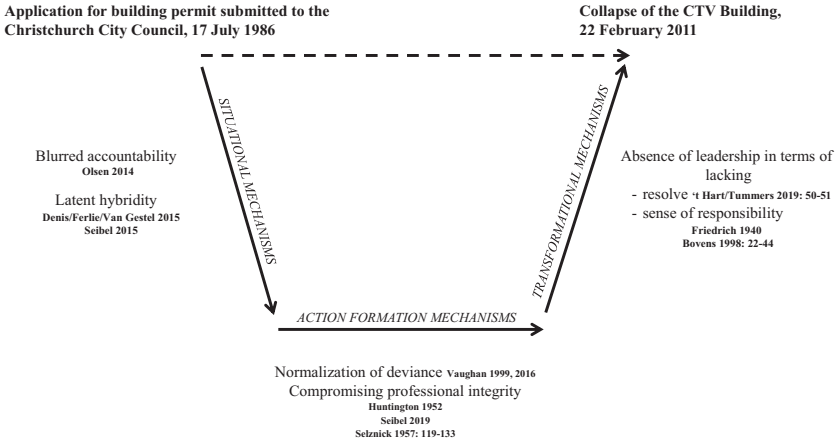 Application for building permit submitted to the
Christchurch City Council, 17 July 1986
Collapse of the CTV Building,
22 February 2011
SITUATIONAL MECHANISMS
TRANSFORMATIONAL MECHANISMS
Blurred accountability
Olsen 2014
Latent hybridity
Denis/Ferlie/Van Gestel 2015
Seibel 2015
Absence of leadership in terms of
lacking
- resolve ‘t Hart/Tummers 2019: 50-51
- sense of responsibility
Friedrich 1940
Bovens 1998: 22-44
ACTION FORMATION MECHANISMS
Normalization of deviance Vaughan 1999, 2016
Compromising professional integrity
Huntington 1952
Seibel 2019
Selznick 1957: 119-133